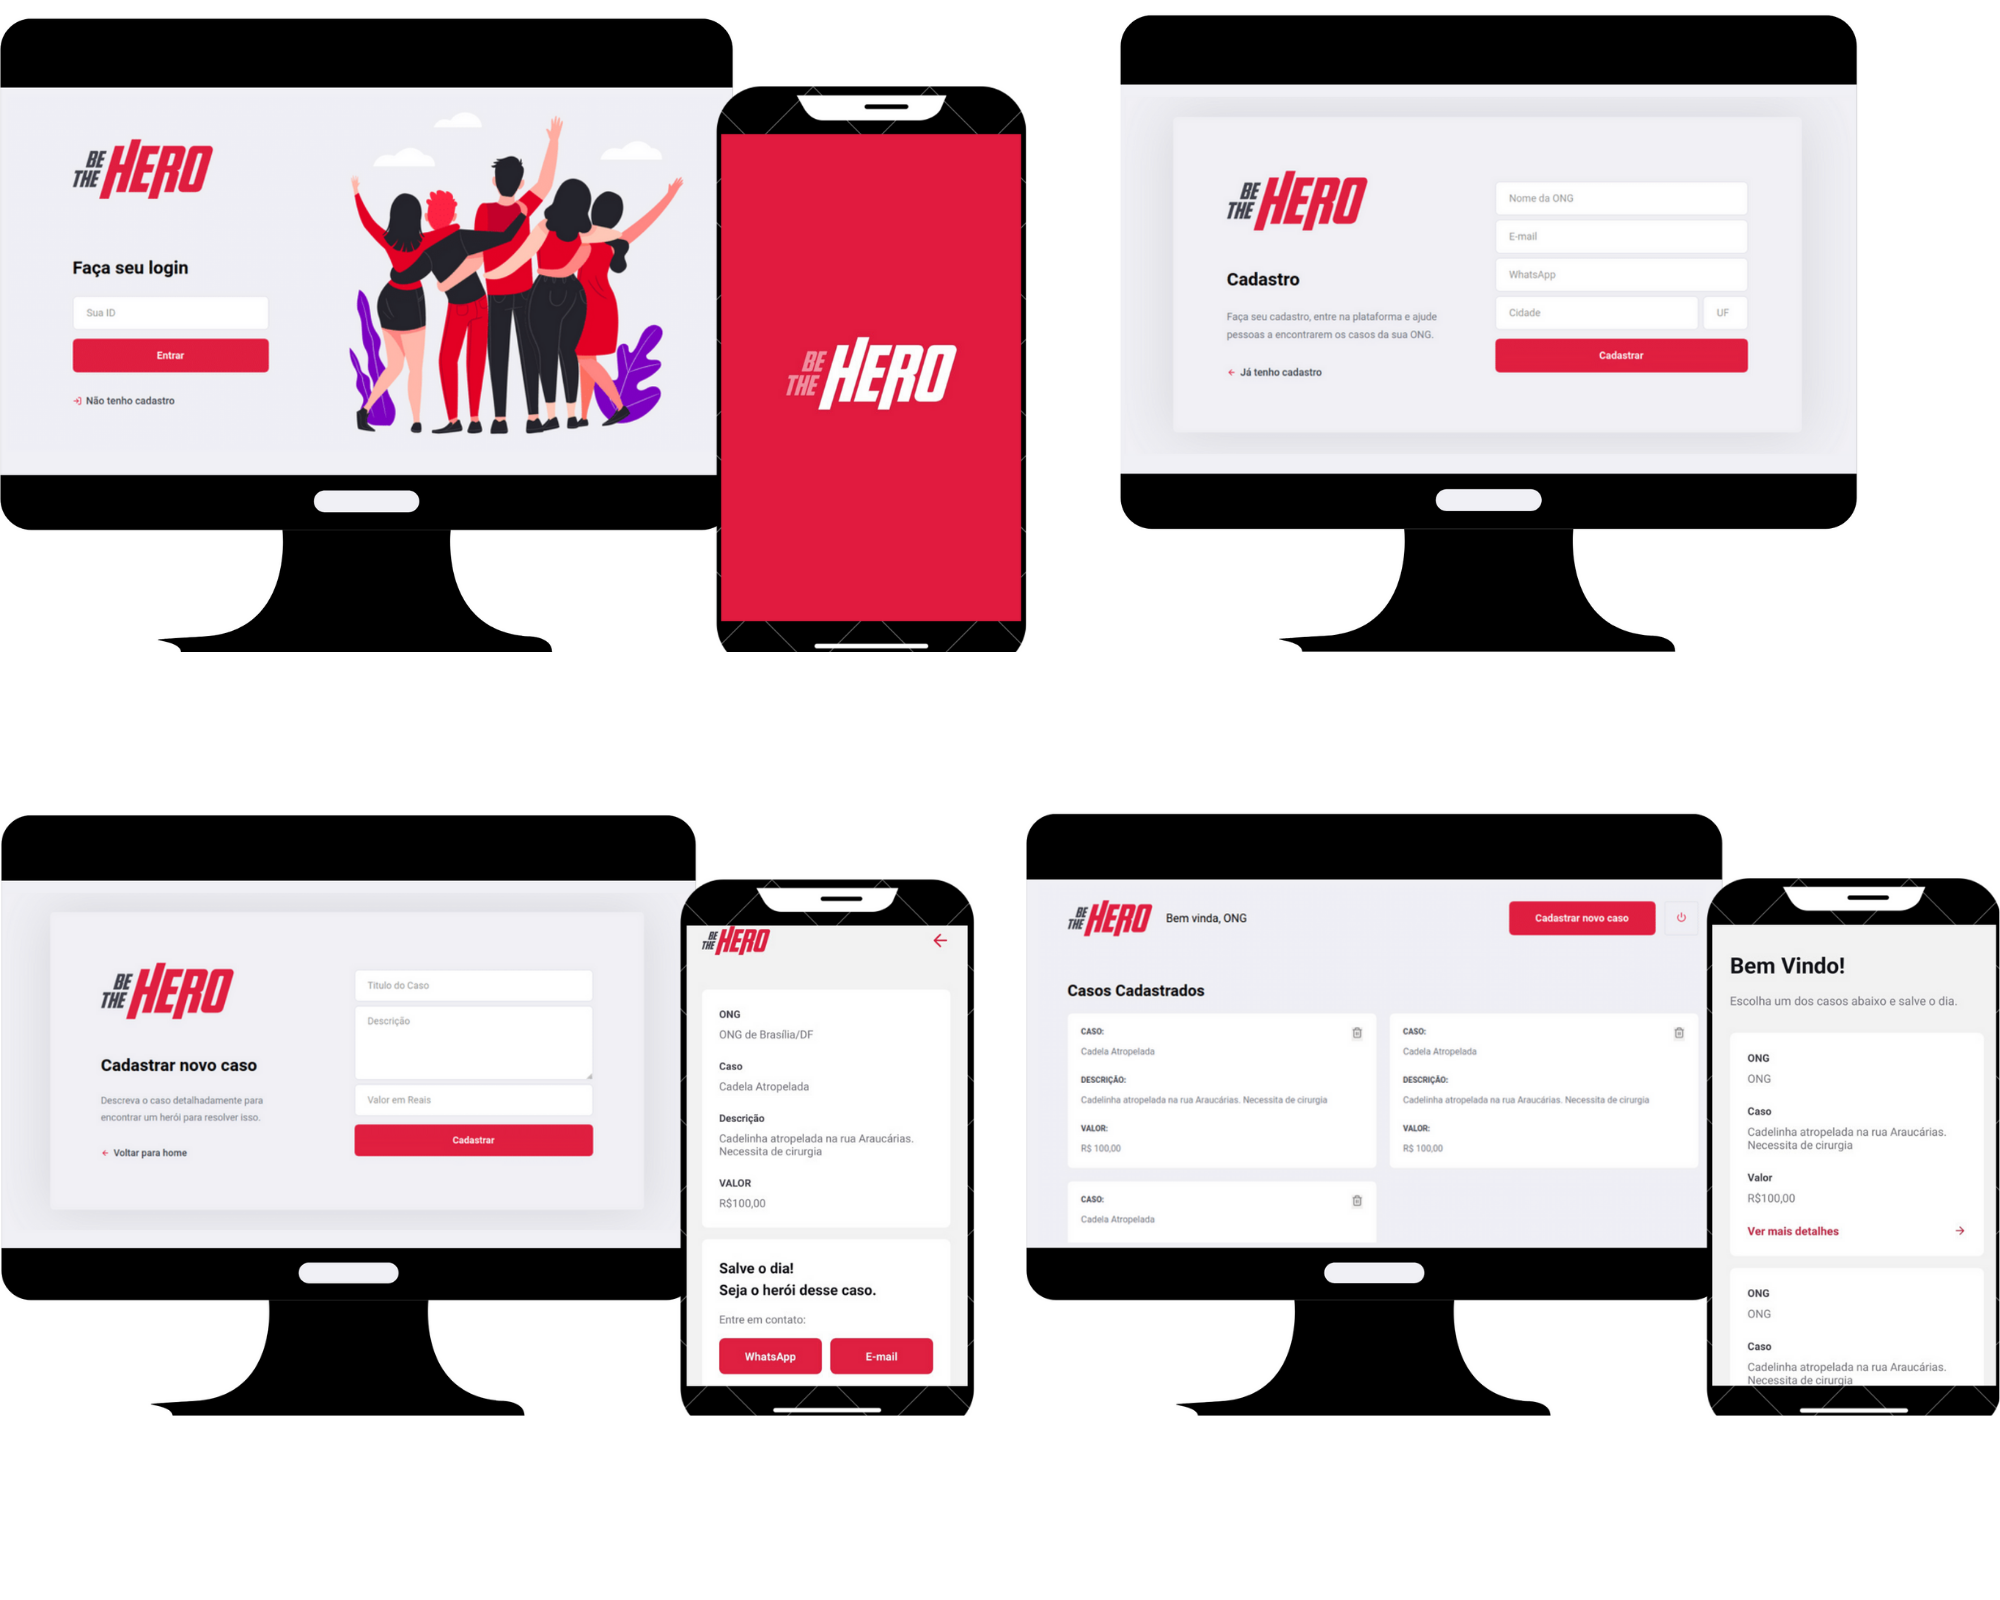 BE
THE HERO
Faça seu login
Sua ID
Entrar
Não tenho cadastro
BE
THE HERO
BE
THE HERO
Cadastro
Faça seu cadastro, entre na plataforma e ajude
pessoas a encontrarem os casos da sua ONG.
Já tenho cadastro
Nome da ONG
E-mail
WhatsApp
Cidade
UF
Cadastrar
BE
THE HERO
Cadastrar novo caso
Descreva o caso detalhadamente para
encontrar um herói para resolver isso.
Voltar para home
Titulo do Caso
Descrição
Valor em Reais
Cadastrar
BE
THE HERO
ONG
ONG de Brasília/DF
Caso
Cadela Atropelada
Descrição
Cadelinha atropelada na rua Araucárias.
Necessita de cirurgia
VALOR
R$100,00
Salve o dia!
Seja o herói desse caso.
Entre em contato:
WhatsApp
E-mail
BE
THE HERO
Bem vinda, ONG
Cadastrar novo caso
Casos Cadastrados
CASO:
Cadela Atropelada
DESCRIÇÃO:
Cadelinha atropelada na rua Araucárias. Necessita de cirurgia
VALOR:
R$ 100,00
CASO:
Cadela Atropelada
DESCRIÇÃO:
Cadelinha atropelada na rua Araucárias. Necessita de cirurgia
VALOR:
R$ 100,00
CASO:
Cadela Atropelada
Bem Vindo!
Escolha um dos casos abaixo e salve o dia.
ONG
ONG
Caso
Cadelinha atropelada na rua Araucárias.
Necessita de cirurgia
Valor
R$100,00
Ver mais detalhes
ONG
ONG
Caso
Cadelinha atropelada na rua Araucárias.
Necessita de cirurgia